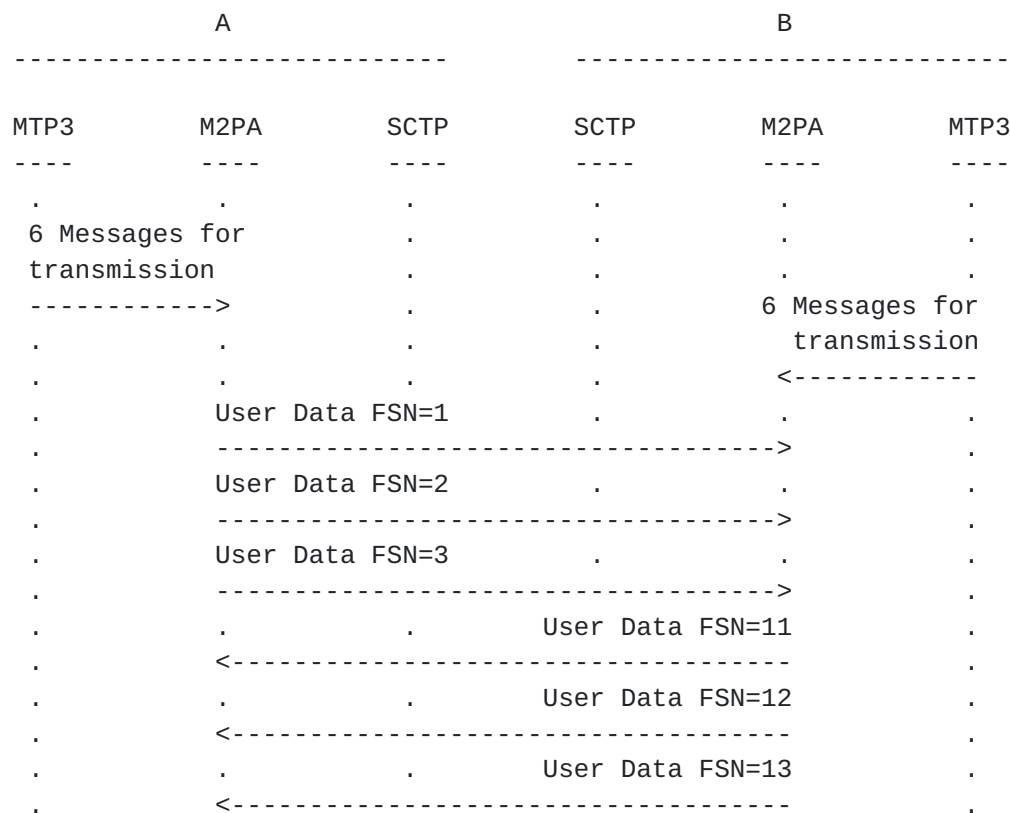 A                                   B
----------------------------        ----------------------------
MTP3        M2PA        SCTP        SCTP        M2PA        MTP3
----        ----        ----        ----        ----        ----
 .           .           .           .           .           .
 6 Messages for          .           .           .           .
 transmission            .           .           .           .
 ------------>           .           .          6 Messages for
 .           .           .           .            transmission
 .           .           .           .           <------------
 .           User Data FSN=1         .           .           .
 .           ------------------------------------>           .
 .           User Data FSN=2         .           .           .
 .           ------------------------------------>           .
 .           User Data FSN=3         .           .           .
 .           ------------------------------------>           .
 .           .           .        User Data FSN=11           .
 .           <------------------------------------           .
 .           .           .        User Data FSN=12           .
 .           <------------------------------------           .
 .           .           .        User Data FSN=13           .
 .           <------------------------------------           .